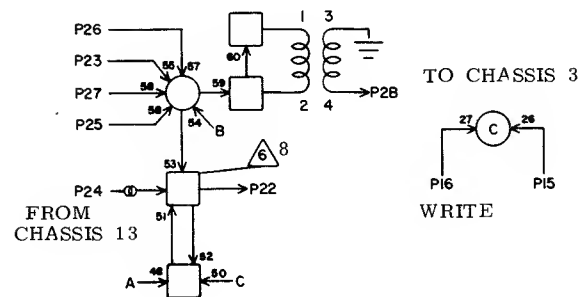 P26
1 3
P23
55 57
60
P27 58 59
2 4 P28
P25 56 54
B
TO CHASSIS 3
27 C 26
P16 P15
WRITE
53
6 8
P24 P22
FROM
CHASSIS 13
51
52
A 48 50 C